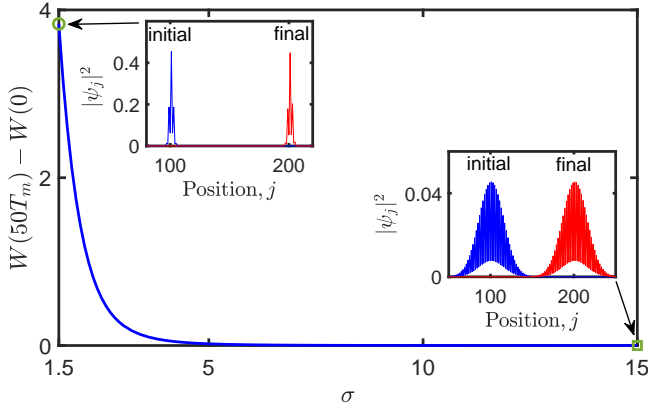 4
2
0
W(50T_m) − W(0)
1.5
5
10
15
σ
initial
final
0.4
0.2
0
|ψ_j|^2
100
200
Position, j
initial
final
0.04
0
|ψ_j|^2
100
200
Position, j